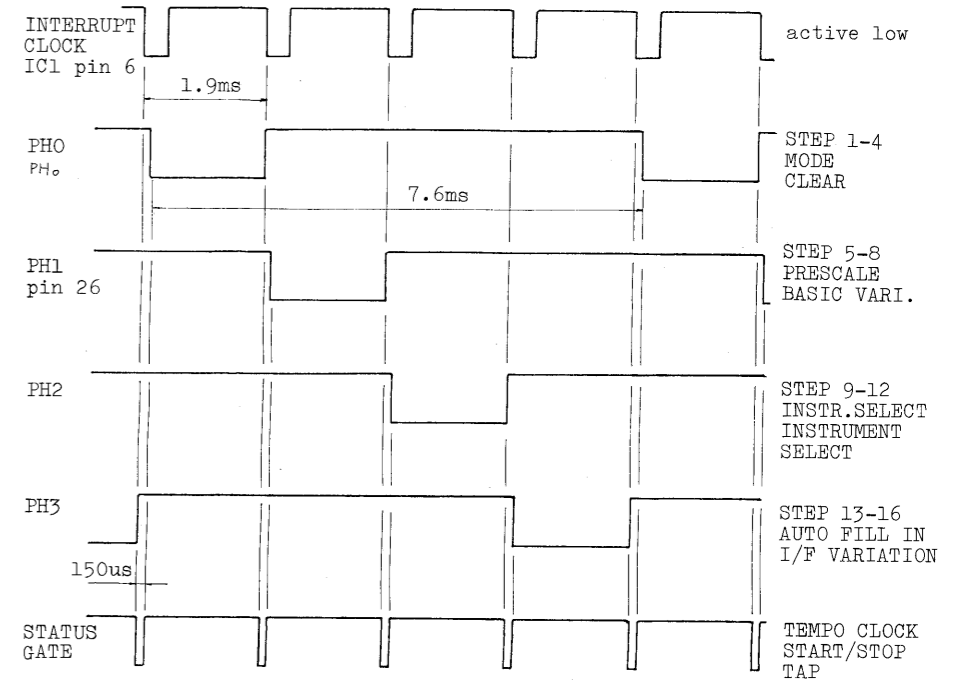 INTERRUPT
CLOCK
IC1 pin 6
active low
1.9ms
PH0
PH₀
STEP 1-4
MODE
CLEAR
7.6ms
PH1
pin 26
STEP 5-8
PRESCALE
BASIC VARI.
PH2
STEP 9-12
INSTR.SELECT
INSTRUMENT
SELECT
PH3
STEP 13-16
AUTO FILL IN
I/F VARIATION
150us
STATUS
GATE
TEMPO CLOCK
START/STOP
TAP